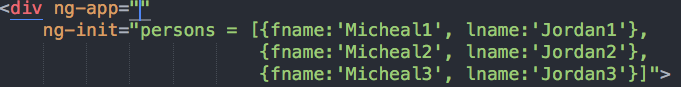 <div ng-app=""
ng-init="persons = [{fname:'Micheal1', lname:'Jordan1'},
{fname:'Micheal2', lname:'Jordan2'},
{fname:'Micheal3', lname:'Jordan3'}]">